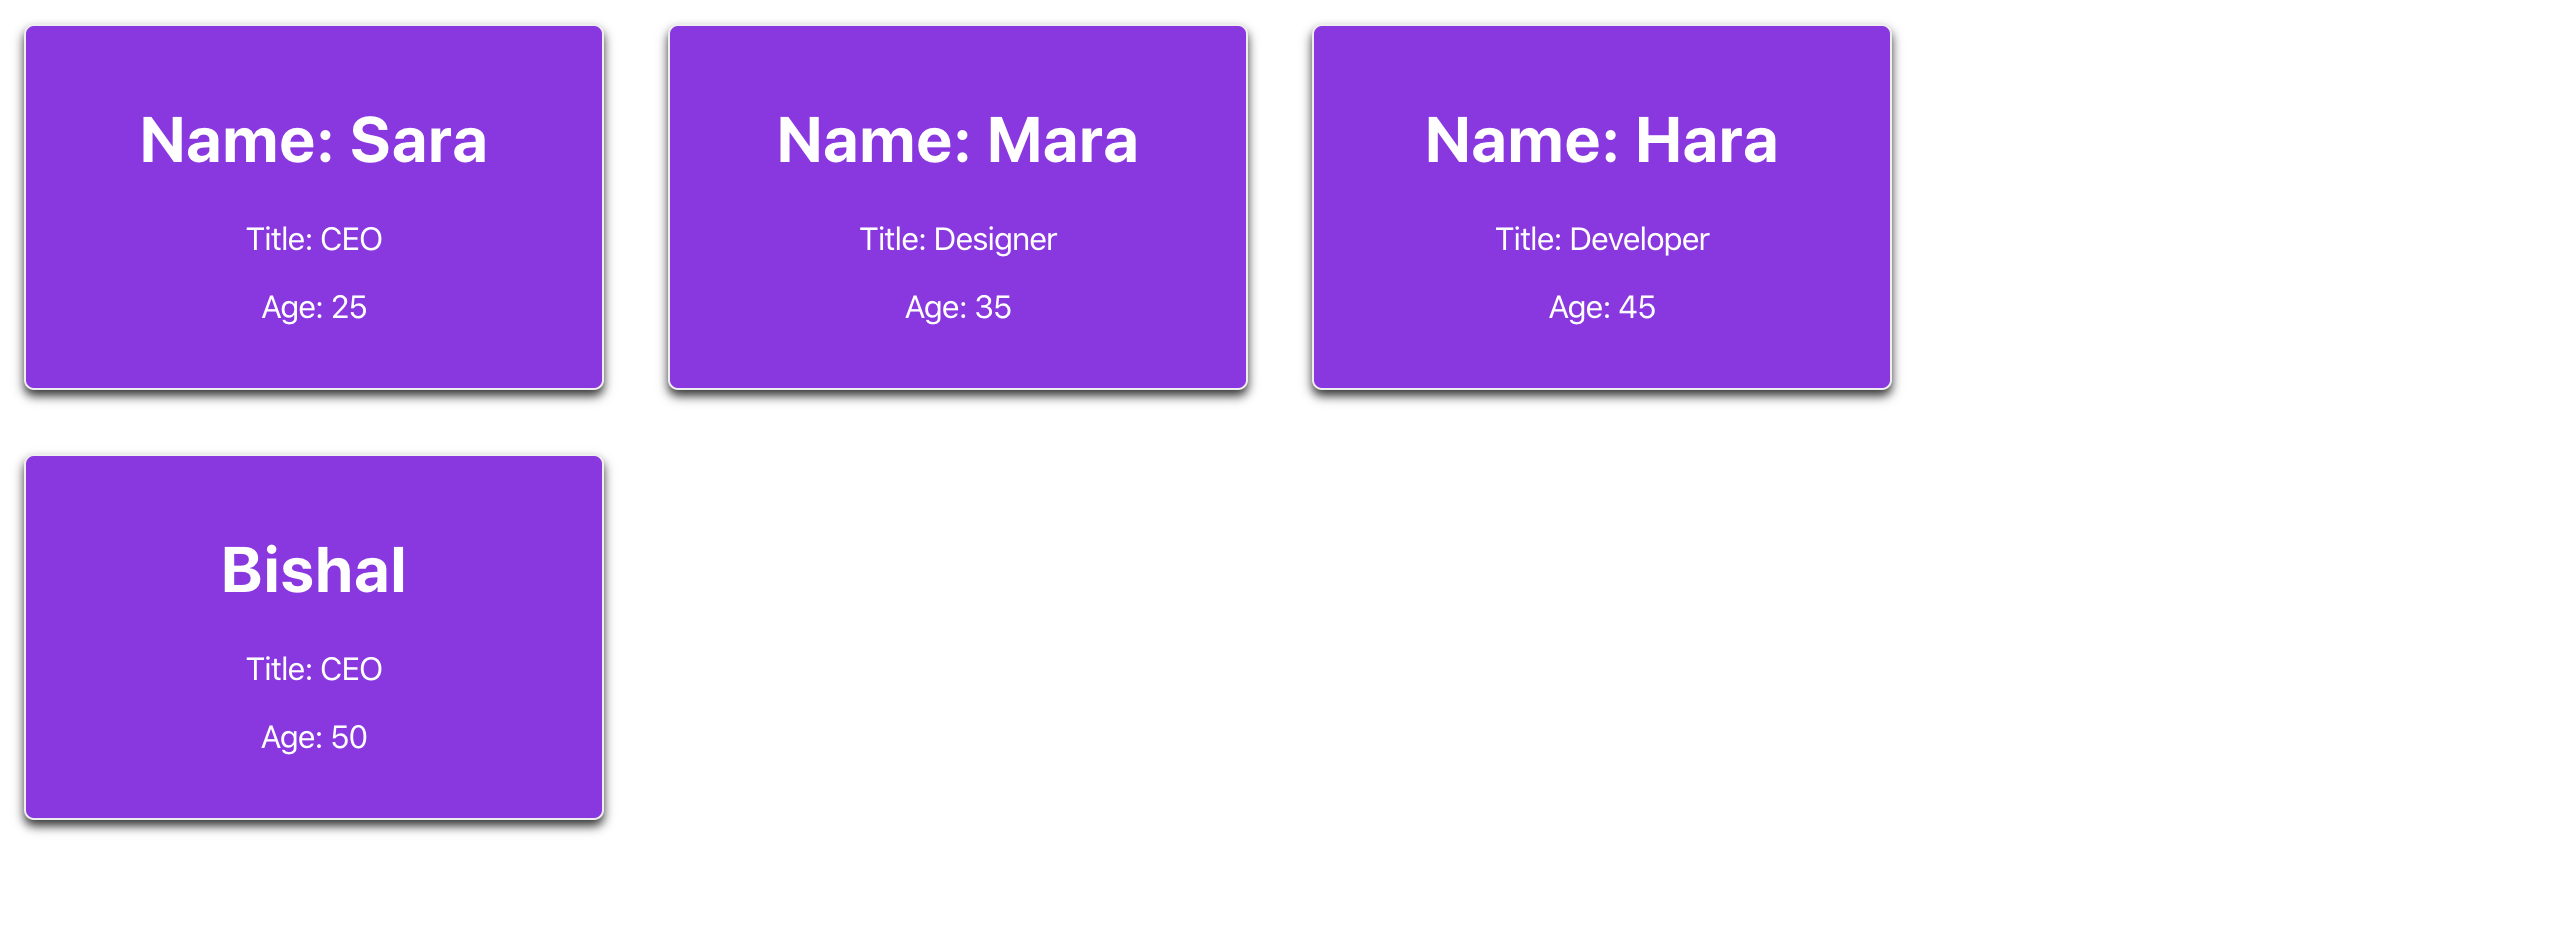 Name: Sara
Title: CEO
Age: 25
Name: Mara
Title: Designer
Age: 35
Name: Hara
Title: Developer
Age: 45
Bishal
Title: CEO
Age: 50